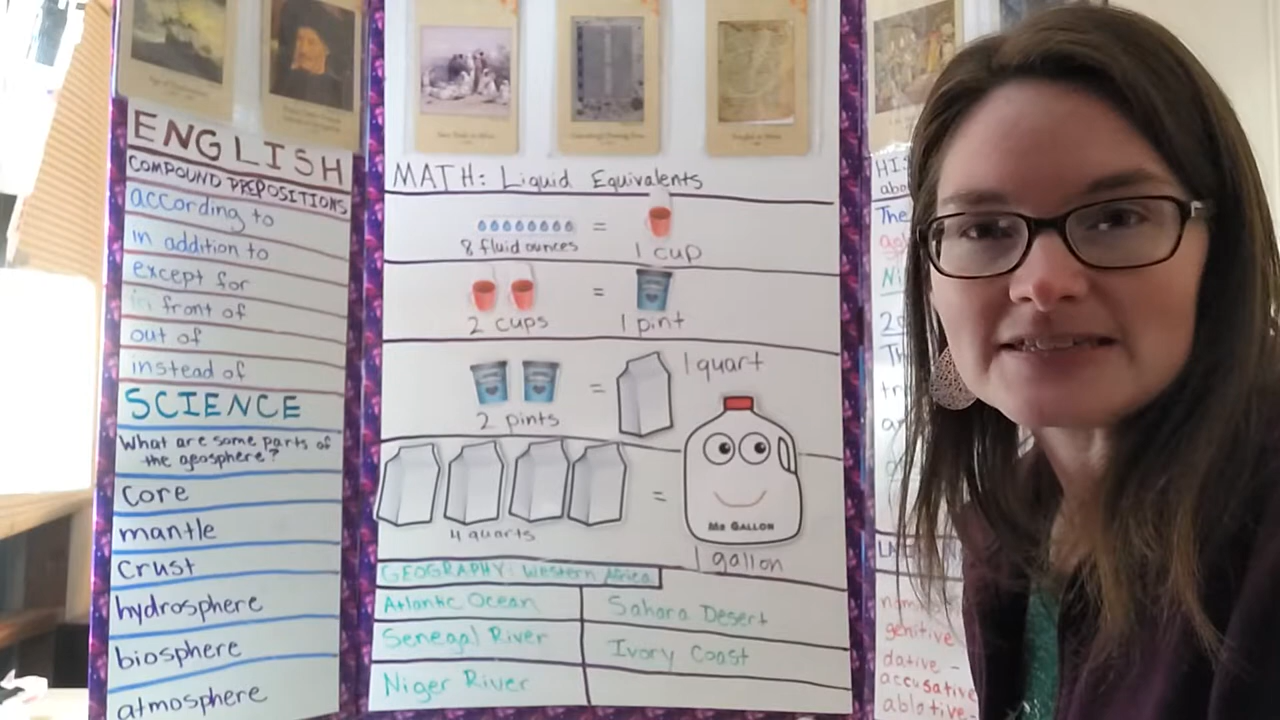 ENGLISH
COMPOUND PREPOSITIONS
according to
in addition to
except for
in front of
out of
instead of
SCIENCE
What are some parts of
the geosphere?
core
mantle
crust
hydrosphere
biosphere
atmosphere
MATH: Liquid Equivalents
8 fluid ounces
=
1 cup
2 cups
=
1 pint
2 pints
=
1 quart
4 quarts
=
MR GALLON
1 gallon
GEOGRAPHY: Western Africa
Atlantic Ocean
Sahara Desert
Senegal River
Ivory Coast
Niger River
The
genitive
dative -
accusative
ablative-